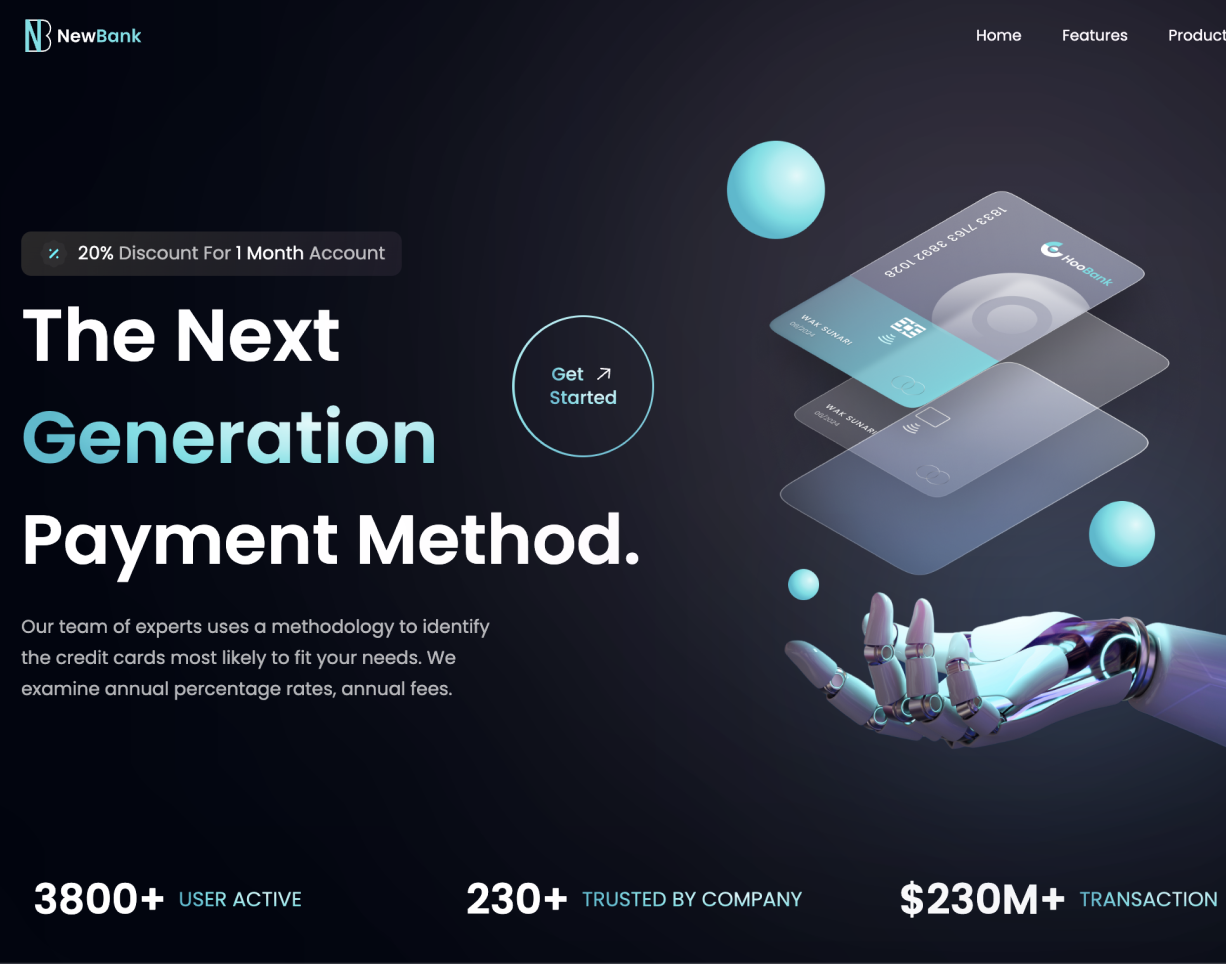 NewBank
Home Features Product
20% Discount For 1 Month Account
The Next
Generation
Payment Method.
Get
Started
Our team of experts uses a methodology to identify
the credit cards most likely to fit your needs. We
examine annual percentage rates, annual fees.
1833 7163 3892 1028
HooBank
WAK SUNARI
06/2024
WAK SUNARI
06/2024
3800+ USER ACTIVE
230+ TRUSTED BY COMPANY
$230M+ TRANSACTION